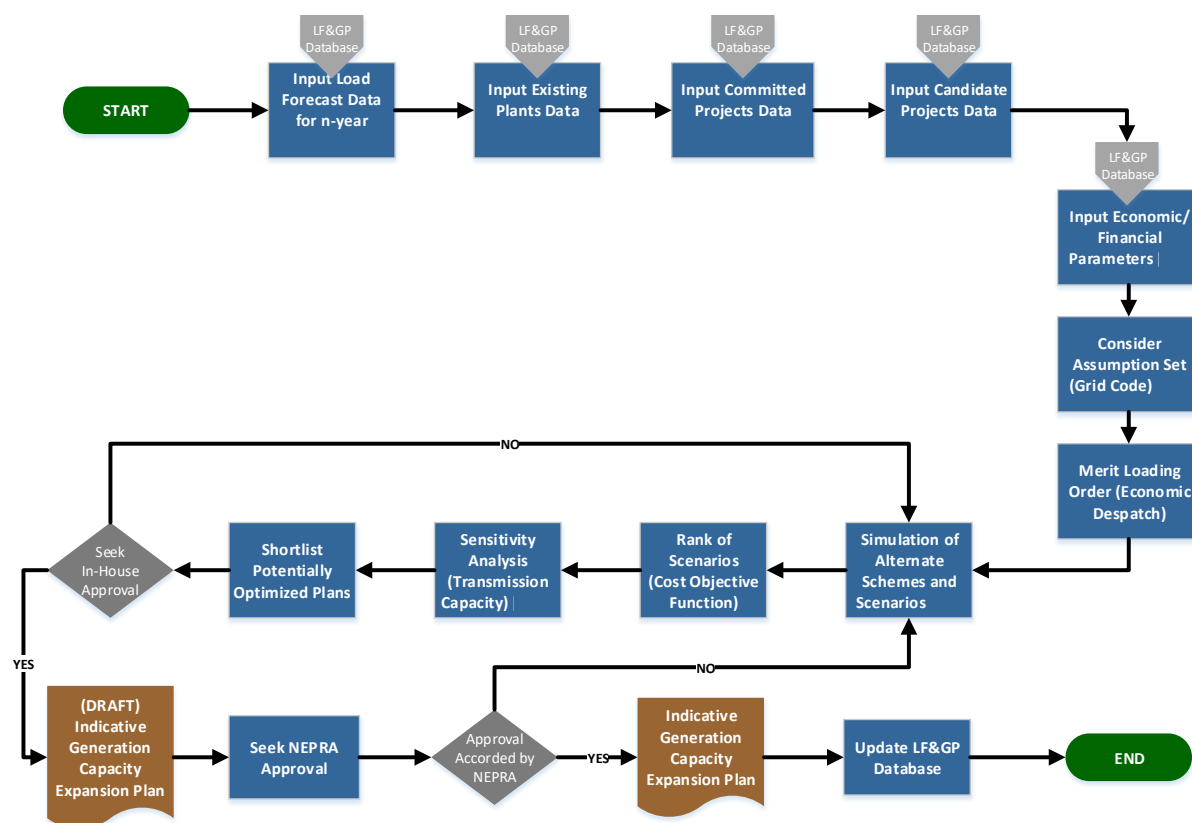 LF&GP
Database
LF&GP
Database
LF&GP
Database
LF&GP
Database
START
Input Load
Forecast Data
for n-year
Input Existing
Plants Data
Input Committed
Projects Data
Input Candidate
Projects Data
LF&GP
Database
Input Economic/
Financial
Parameters
Consider
Assumption Set
(Grid Code)
Merit Loading
Order (Economic
Despatch)
NO
Simulation of
Alternate
Schemes and
Scenarios
Rank of
Scenarios
(Cost Objective
Function)
Sensitivity
Analysis
(Transmission
Capacity)
Shortlist
Potentially
Optimized Plans
Seek
In-House
Approval
YES
NO
(DRAFT)
Indicative
Generation
Capacity
Expansion Plan
Seek NEPRA
Approval
Approval
Accorded by
NEPRA
YES
Indicative
Generation
Capacity
Expansion Plan
Update LF&GP
Database
END